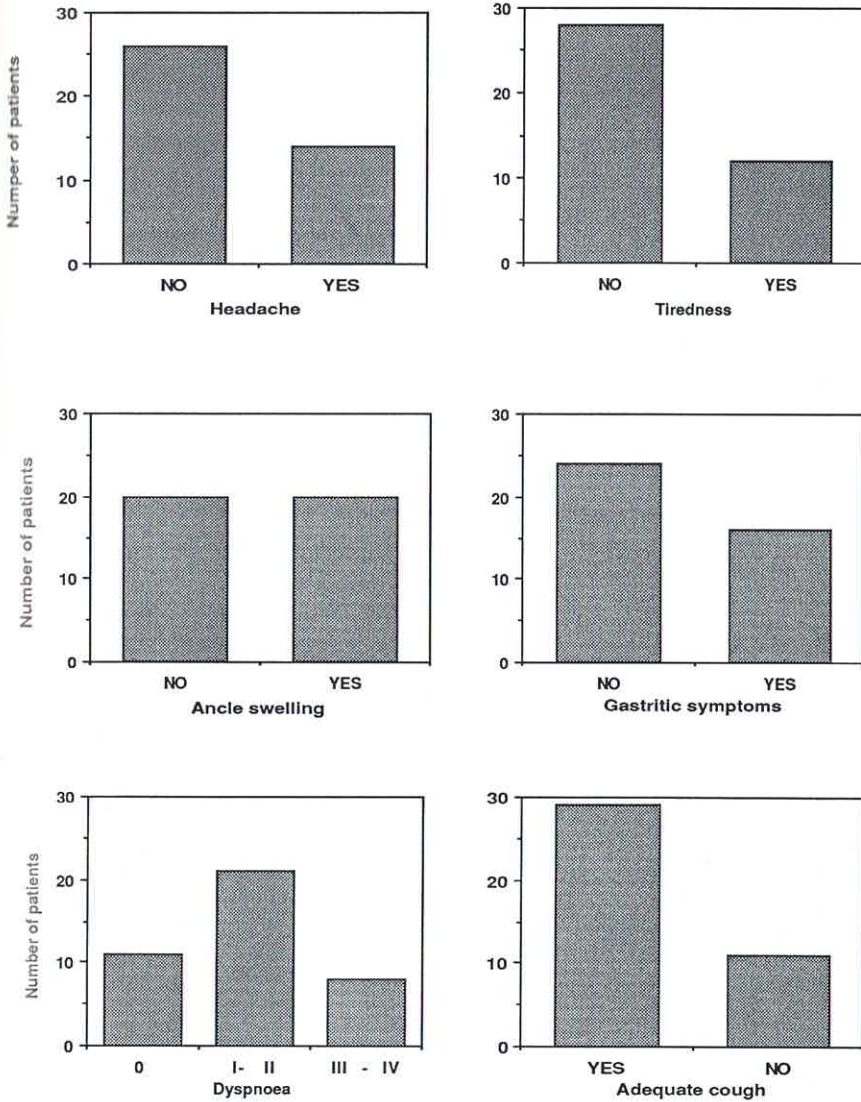 Numper of patients
30
20
10
0
NO YES
Headache
30
20
10
0
NO YES
Tiredness
Number of patients
30
20
10
0
NO YES
Ancle swelling
30
20
10
0
NO YES
Gastritic symptoms
Number of patients
30
20
10
0
0 I- II III - IV
Dyspnoea
30
20
10
0
YES NO
Adequate cough